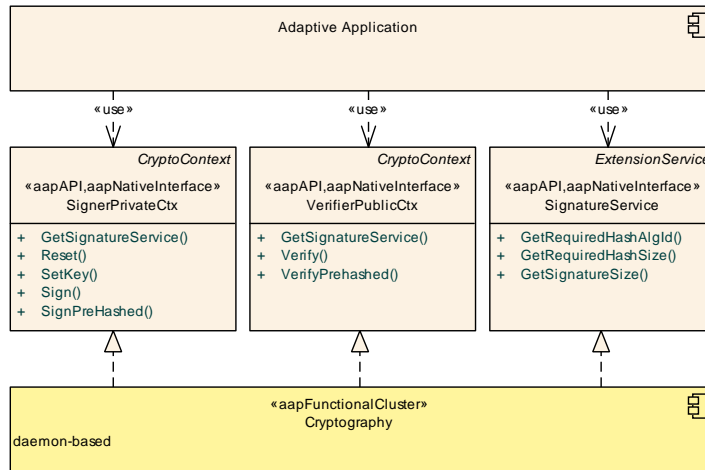 Adaptive Application
«use»
«use»
«use»
CryptoContext
«aapAPI,aapNativeInterface»
SignerPrivateCtx
+ GetSignatureService()
+ Reset()
+ SetKey()
+ Sign()
+ SignPreHashed()
CryptoContext
«aapAPI,aapNativeInterface»
VerifierPublicCtx
+ GetSignatureService()
+ Verify()
+ VerifyPrehashed()
ExtensionService
«aapAPI,aapNativeInterface»
SignatureService
+ GetRequiredHashAlgId()
+ GetRequiredHashSize()
+ GetSignatureSize()
«aapFunctionalCluster»
Cryptography
daemon-based